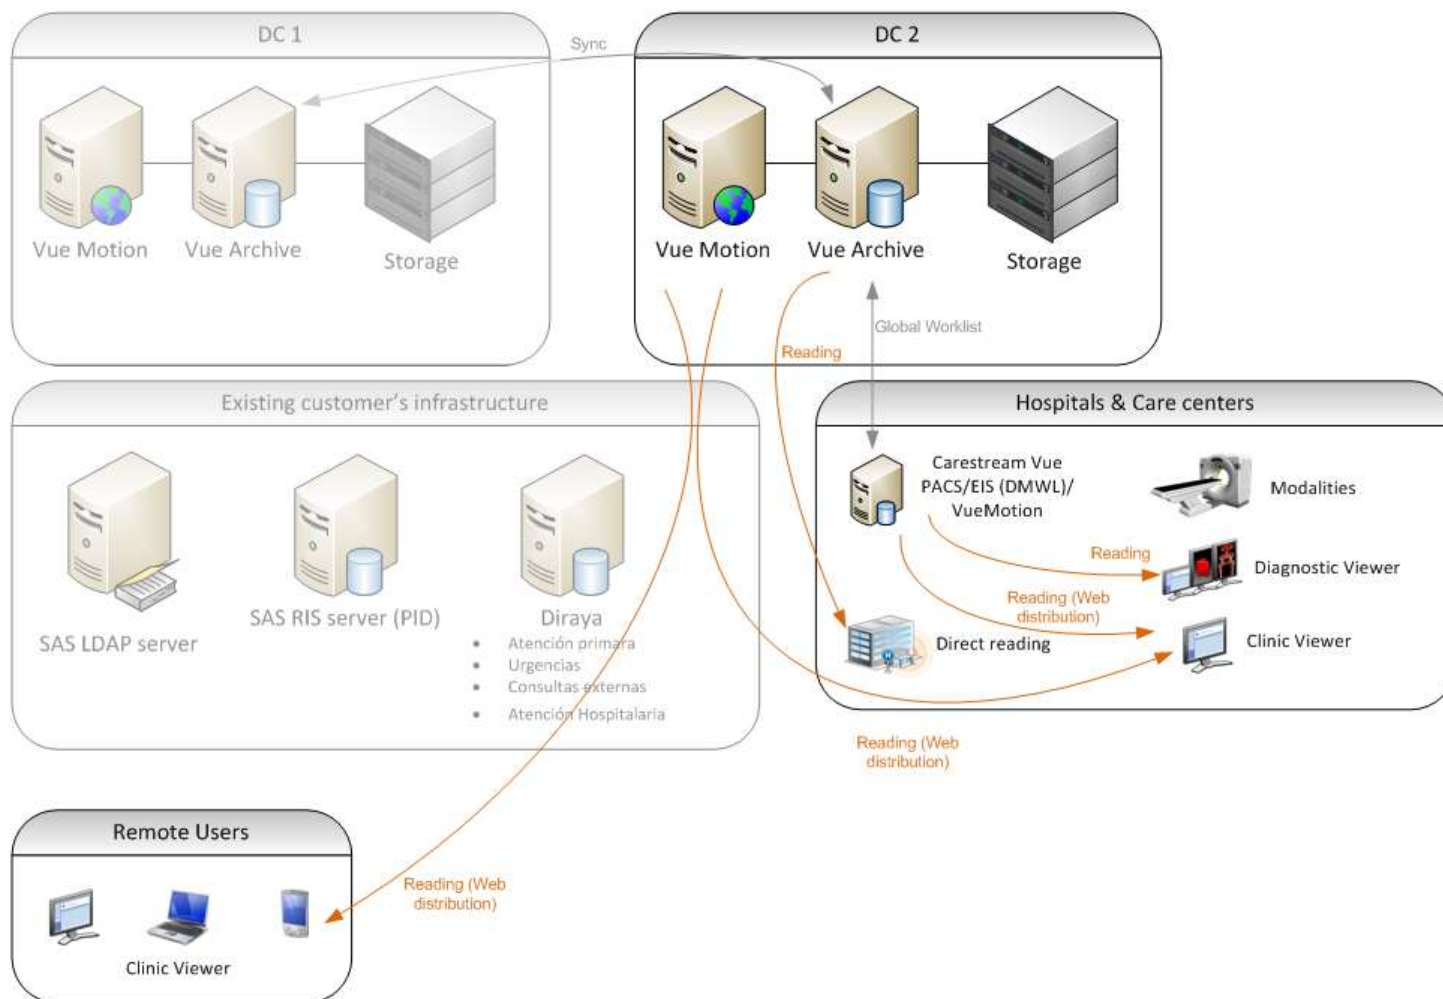 DC 1
Sync
DC 2
Vue Motion
Vue Archive
Storage
Vue Motion
Vue Archive
Storage
Global Worklist
Reading
Existing customer's infrastructure
SAS LDAP server
SAS RIS server (PID)
Diraya
• Atención primara
• Urgencias
• Consultas externas
• Atención Hospitalaria
Hospitals & Care centers
Carestream Vue
PACS/EIS (DMWL)/
VueMotion
Modalities
Reading
Diagnostic Viewer
Reading (Web
distribution)
Clinic Viewer
Direct reading
Reading (Web
distribution)
Remote Users
Reading (Web
distribution)
Clinic Viewer